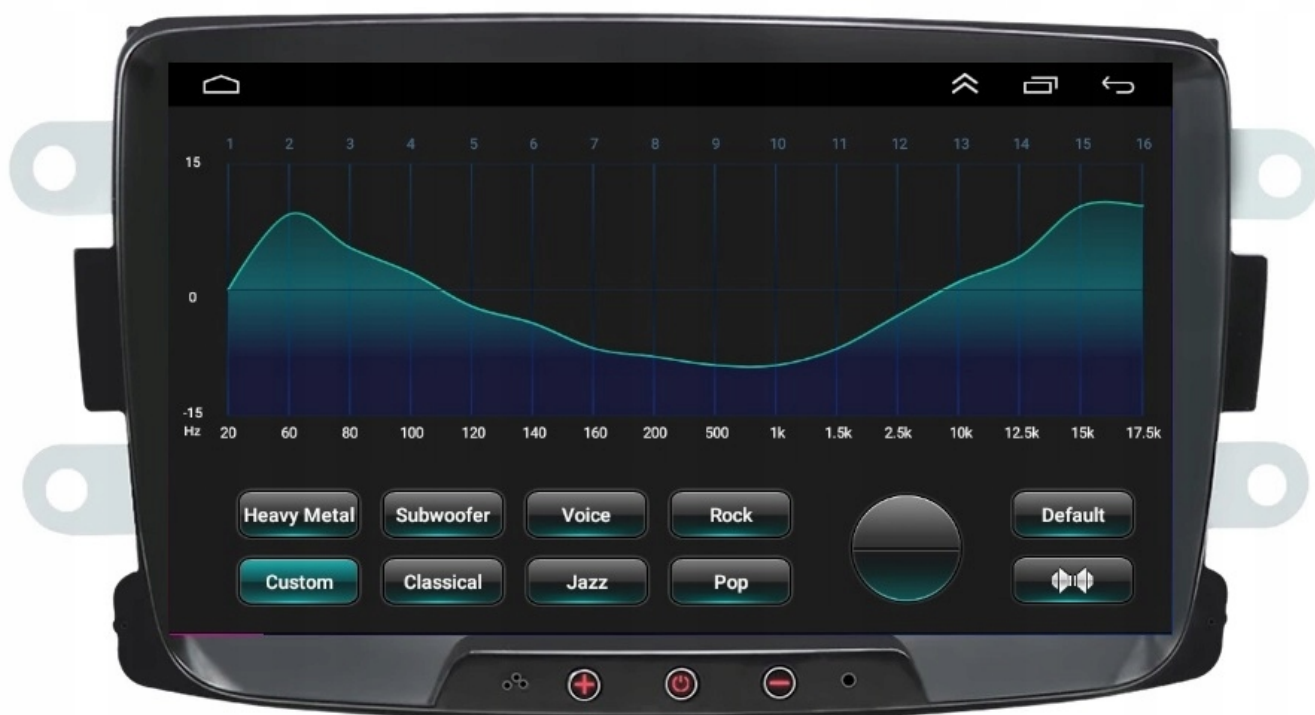 1 2 3 4 5 6 7 8 9 10 11 12 13 14 15 16
15
0
-15
Hz 20 60 80 100 120 140 160 200 500 1k 1.5k 2.5k 10k 12.5k 15k 17.5k
Heavy Metal Subwoofer Voice Rock Default
Custom Classical Jazz Pop